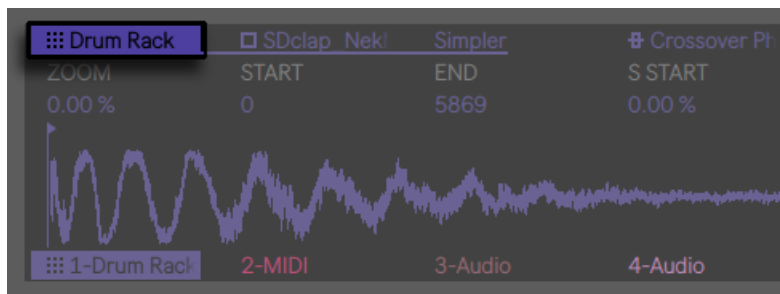 Drum Rack SDclap_Nek Simpler Crossover Ph
ZOOM START END S START
0.00 % 0 5869 0.00 %
1-Drum Rack 2-MIDI 3-Audio 4-Audio